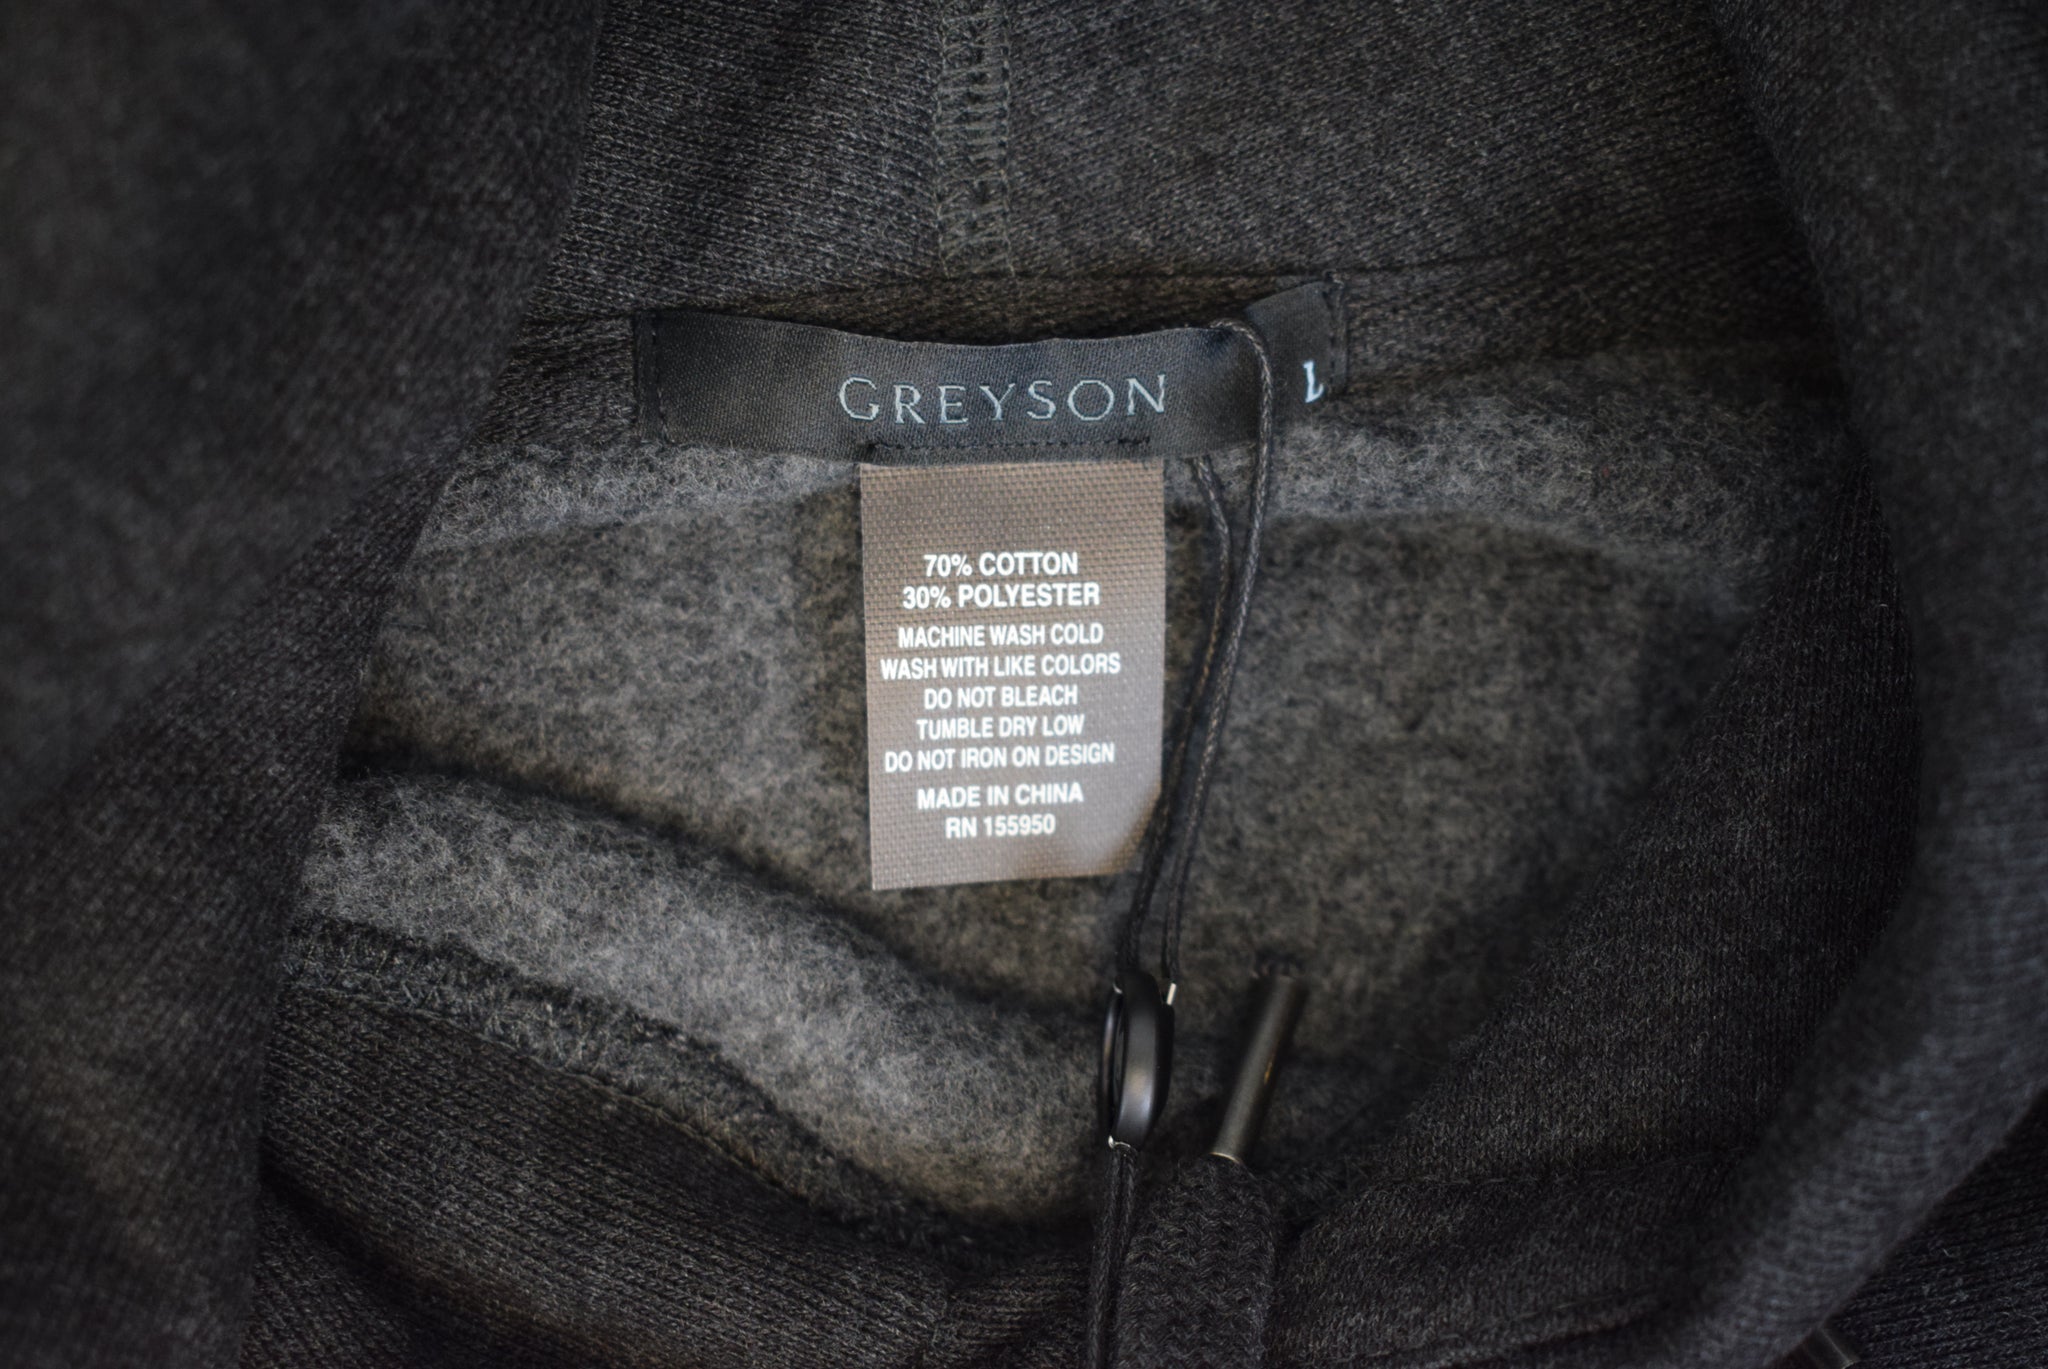 GREYSON
L
70% COTTON
30% POLYESTER
MACHINE WASH COLD
WASH WITH LIKE COLORS
DO NOT BLEACH
TUMBLE DRY LOW
DO NOT IRON ON DESIGN
MADE IN CHINA
RN 155950